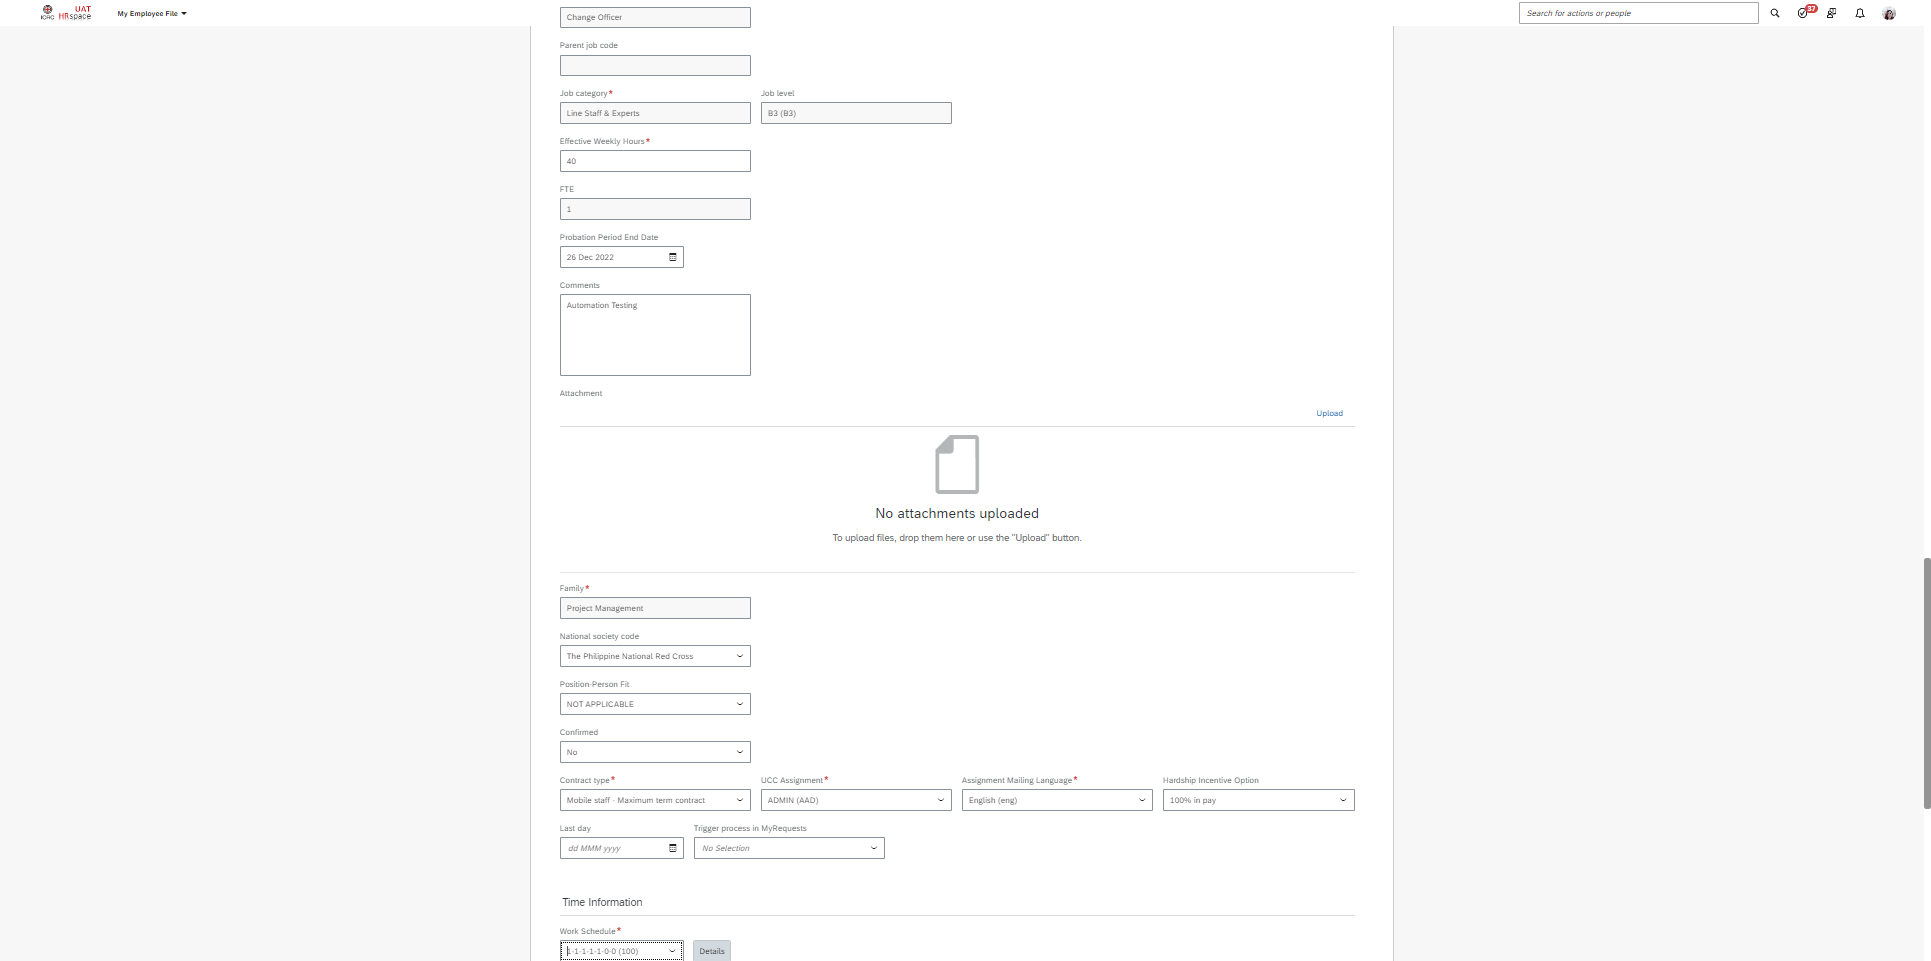 ICRC
UAT
HRspace
My Employee File
Search for actions or people
37
Change Officer
Parent job code
Job category*
Job level
Line Staff & Experts
B3 (B3)
Effective Weekly Hours*
40
FTE
1
Probation Period End Date
26 Dec 2022
Comments
Automation Testing
Attachment
Upload
No attachments uploaded
To upload files, drop them here or use the "Upload" button.
Family*
Project Management
National society code
The Philippine National Red Cross
Position-Person Fit
NOT APPLICABLE
Confirmed
No
Contract type*
UCC Assignment*
Assignment Mailing Language*
Hardship Incentive Option
Mobile staff - Maximum term contract
ADMIN (AAD)
English (eng)
100% in pay
Last day
Trigger process in MyRequests
dd MMM yyyy
No Selection
Time Information
Work Schedule*
1-1-1-1-1-0-0 (100)
Details